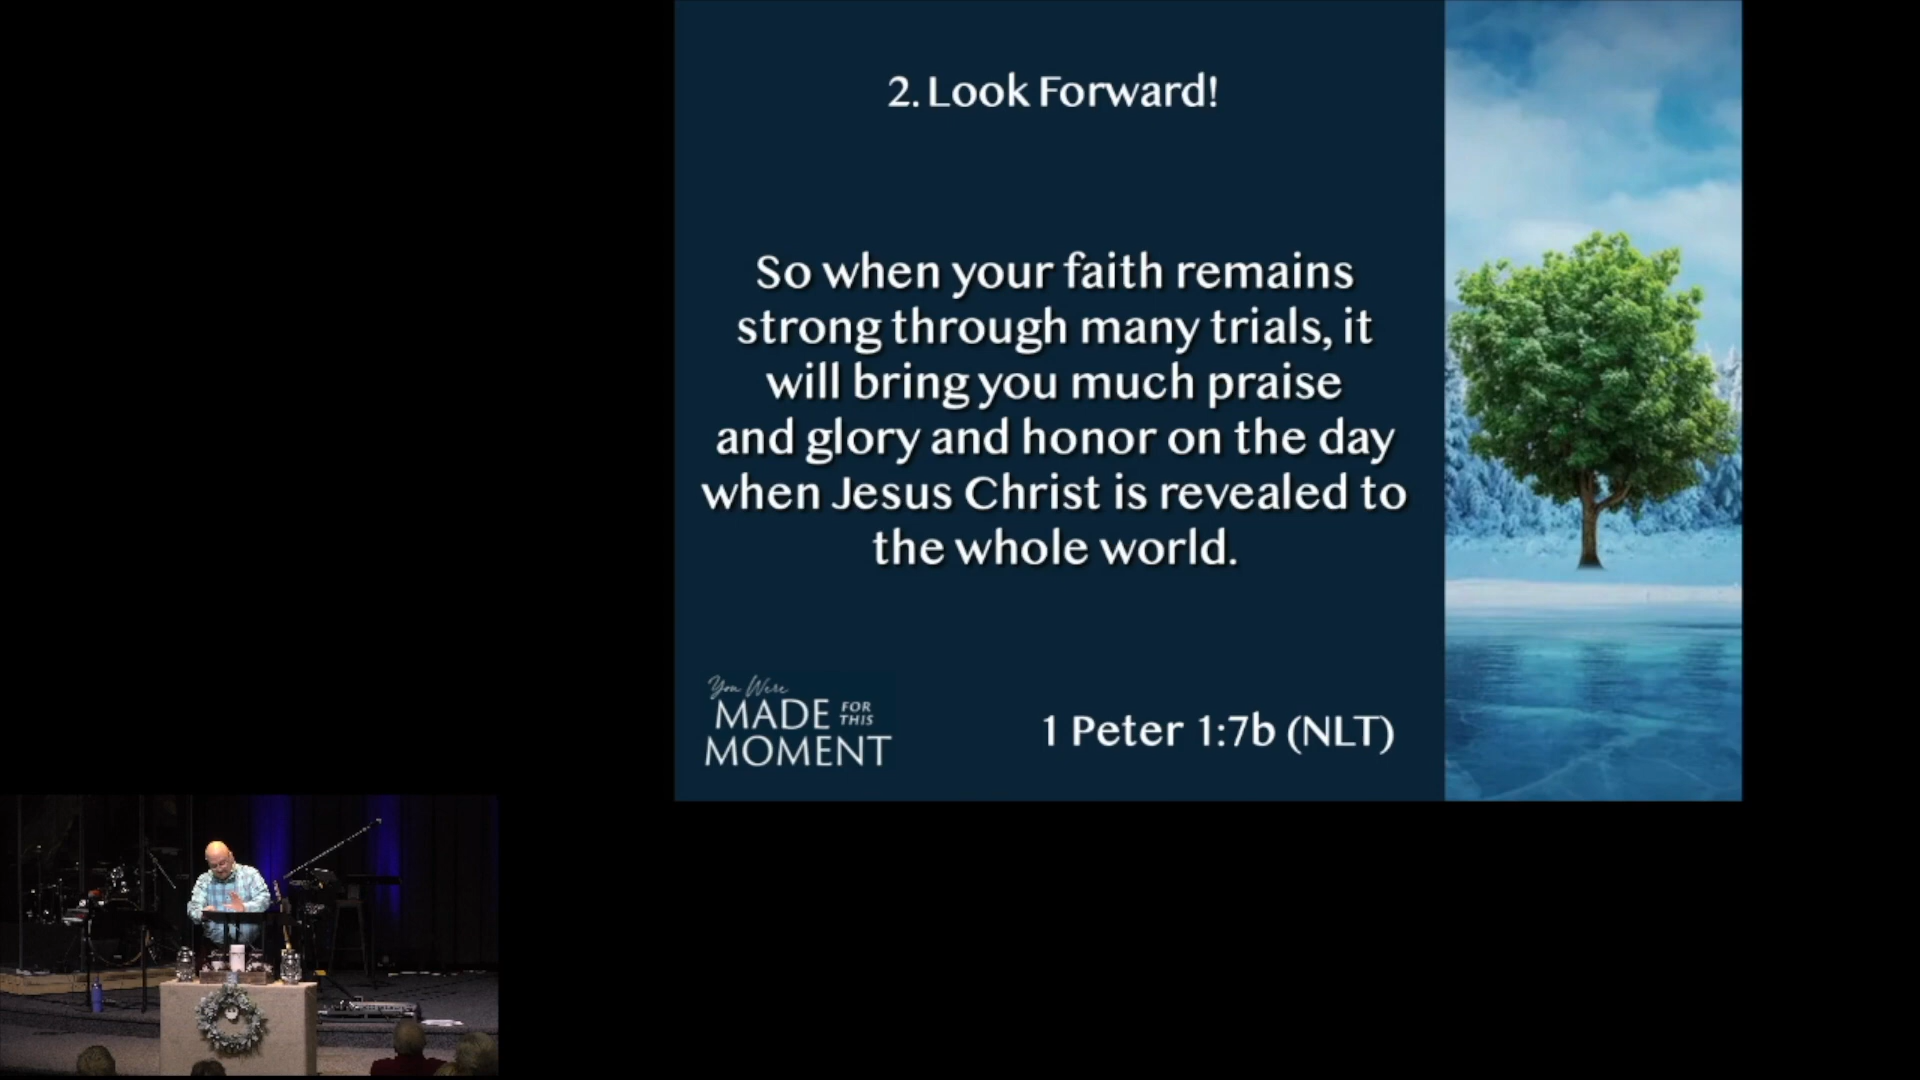 2. Look Forward!
So when your faith remains
strong through many trials, it
will bring you much praise
and glory and honor on the day
when Jesus Christ is revealed to
the whole world.
You Were
MADE FOR THIS
MOMENT
1 Peter 1:7b (NLT)